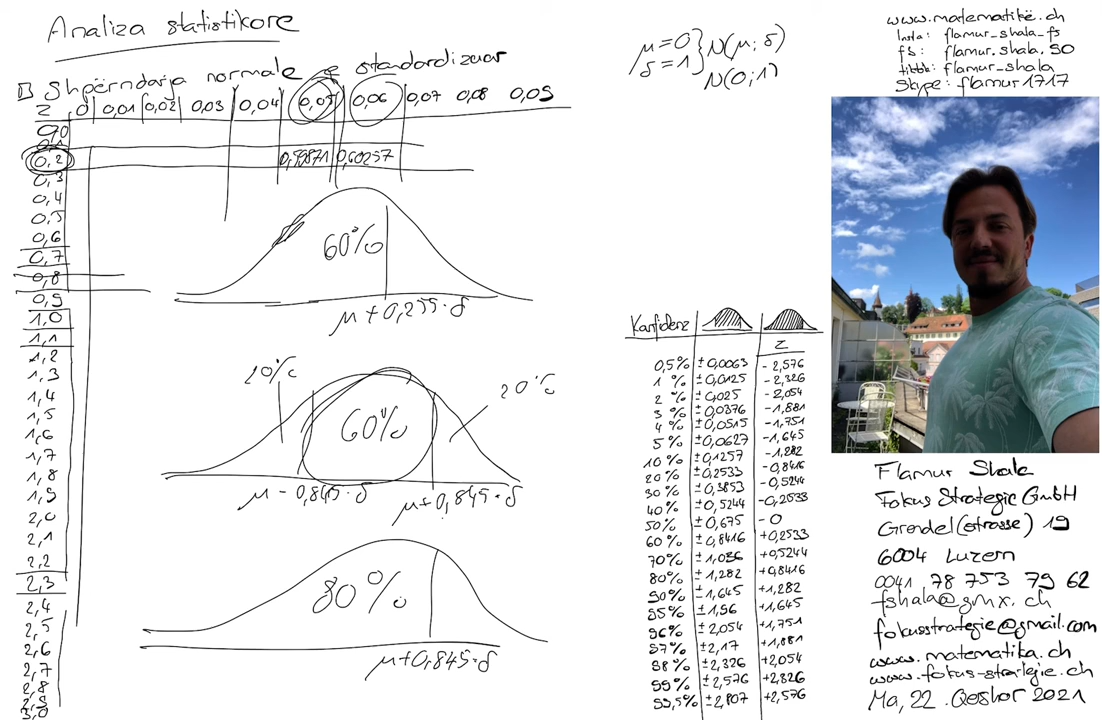 Analiza statistikore
Shpërndarja normale e standardizuar
z 0 0,01 0,02 0,03 0,04 0,05 0,06 0,07 0,08 0,09
0,0
0,1
0,2 0,59871 0,60257
0,3
0,4
0,5
0,6
0,7
0,8
0,9
1,0
1,1
1,2
1,3
1,4
1,5
1,6
1,7
1,8
1,9
2,0
2,1
2,2
2,3
2,4
2,5
2,6
2,7
2,8
2,9
3,0
60%
μ+0,255·δ
20%
60%
20%
μ-0,845·δ
μ+0,845·δ
80%
μ+0,845·δ
μ=0
δ=1
N(μ;δ)
N(0;1)
Konfidenz
z
0,5% ±0,0063 -2,576
1% ±0,0125 -2,326
2% ±0,025 -2,054
3% ±0,0376 -1,881
4% ±0,0515 -1,751
5% ±0,0627 -1,645
10% ±0,1257 -1,282
20% ±0,2533 -0,8416
30% ±0,3853 -0,5244
40% ±0,5244 -0,2533
50% ±0,675 -0
60% ±0,8416 +0,2533
70% ±1,036 +0,5244
80% ±1,282 +0,8416
90% ±1,645 +1,282
95% ±1,96 +1,645
96% ±2,054 +1,751
97% ±2,17 +1,881
98% ±2,326 +2,054
99% ±2,576 +2,326
99,5% ±2,807 +2,576
www.matematikë.ch
Insta: flamur_shala_fs
fb: flamur.shala.50
tiktok: flamur_shala
Skype: flamur1717
Flamur Shala
Fokus Strategie GmbH
Grendel(strasse) 19
6004 Luzern
0041 78 753 79 62
fshala@gmx.ch
fokusstrategie@gmail.com
www.matematika.ch
www.fokus-strategie.ch
Ma, 22. Qershor 2021